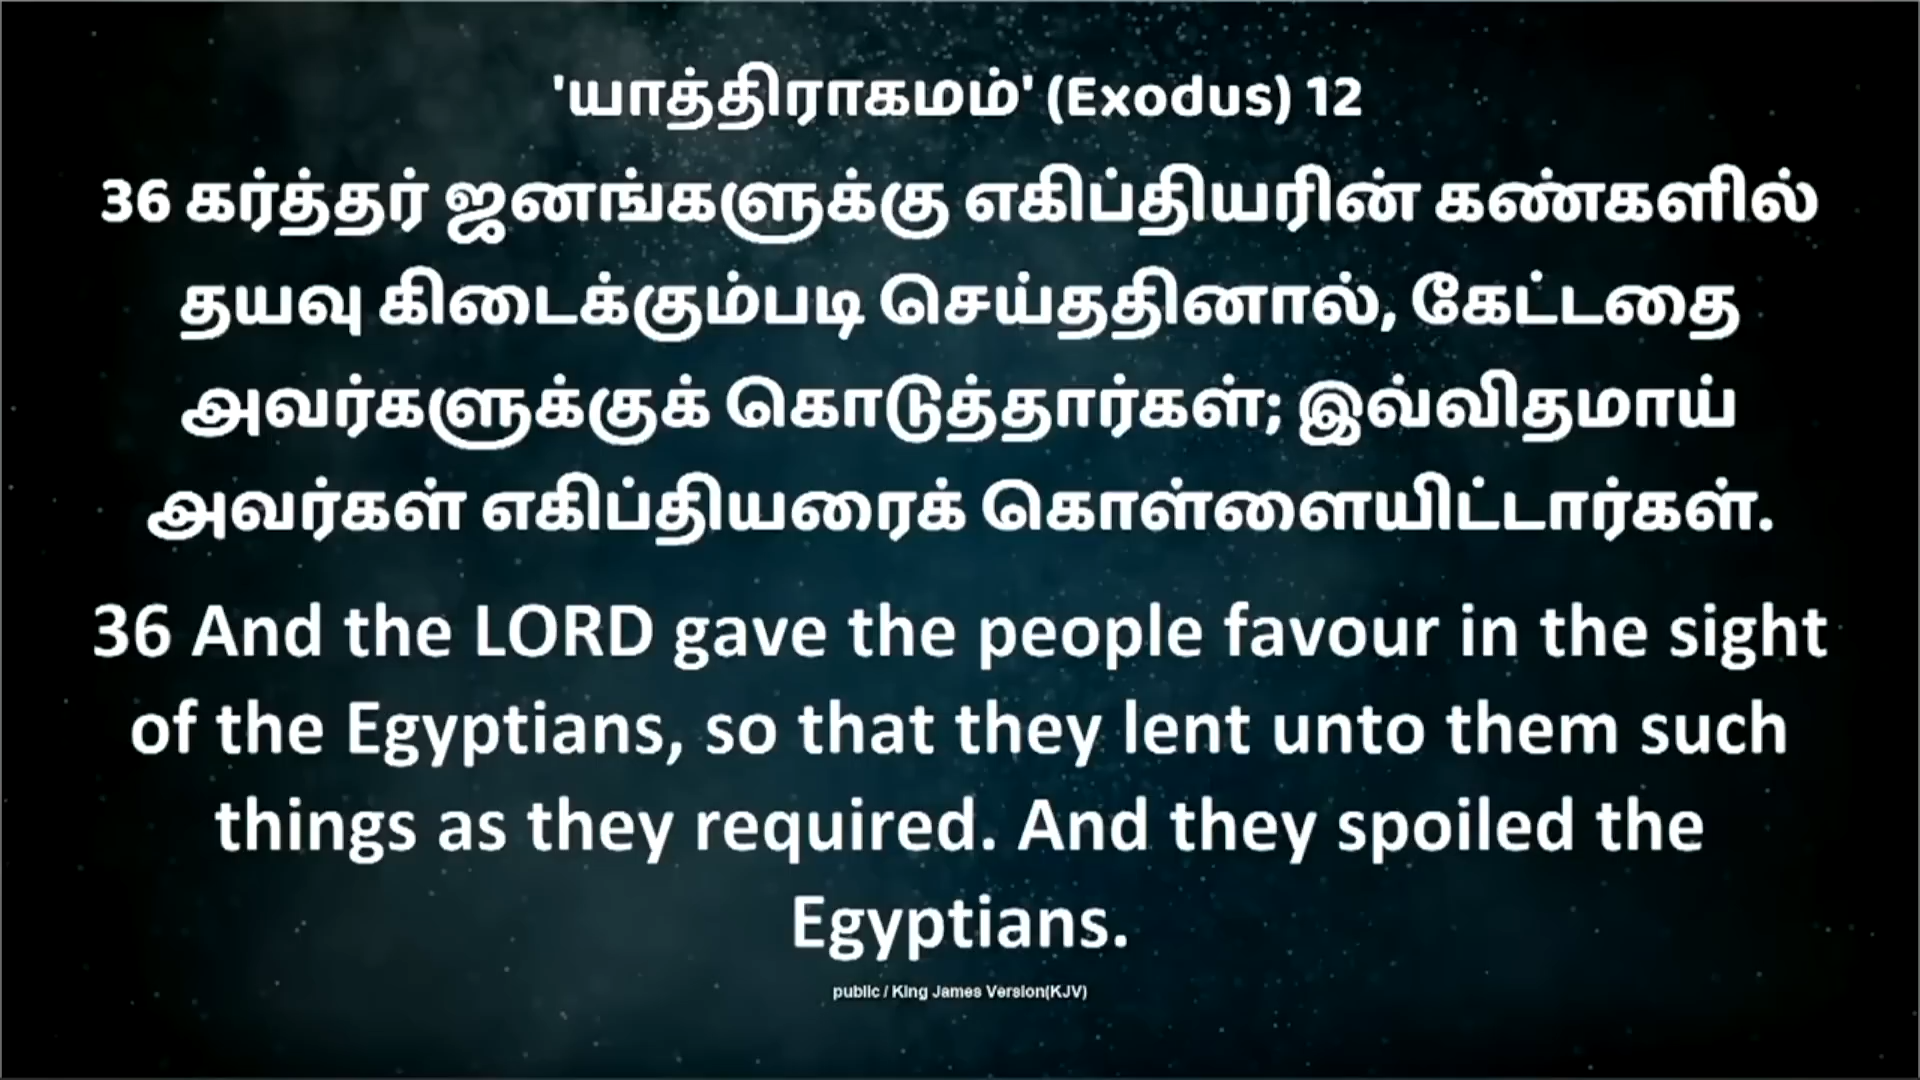 'யாத்திராகமம்' (Exodus) 12
36 கர்த்தர் ஜனங்களுக்கு எகிப்தியரின் கண்களில்
தயவு கிடைக்கும்படி செய்ததினால், கேட்டதை
அவர்களுக்குக் கொடுத்தார்கள்; இவ்விதமாய்
அவர்கள் எகிப்தியரைக் கொள்ளையிட்டார்கள்.
36 And the LORD gave the people favour in the sight
of the Egyptians, so that they lent unto them such
things as they required. And they spoiled the
Egyptians.
public / King James Version(KJV)